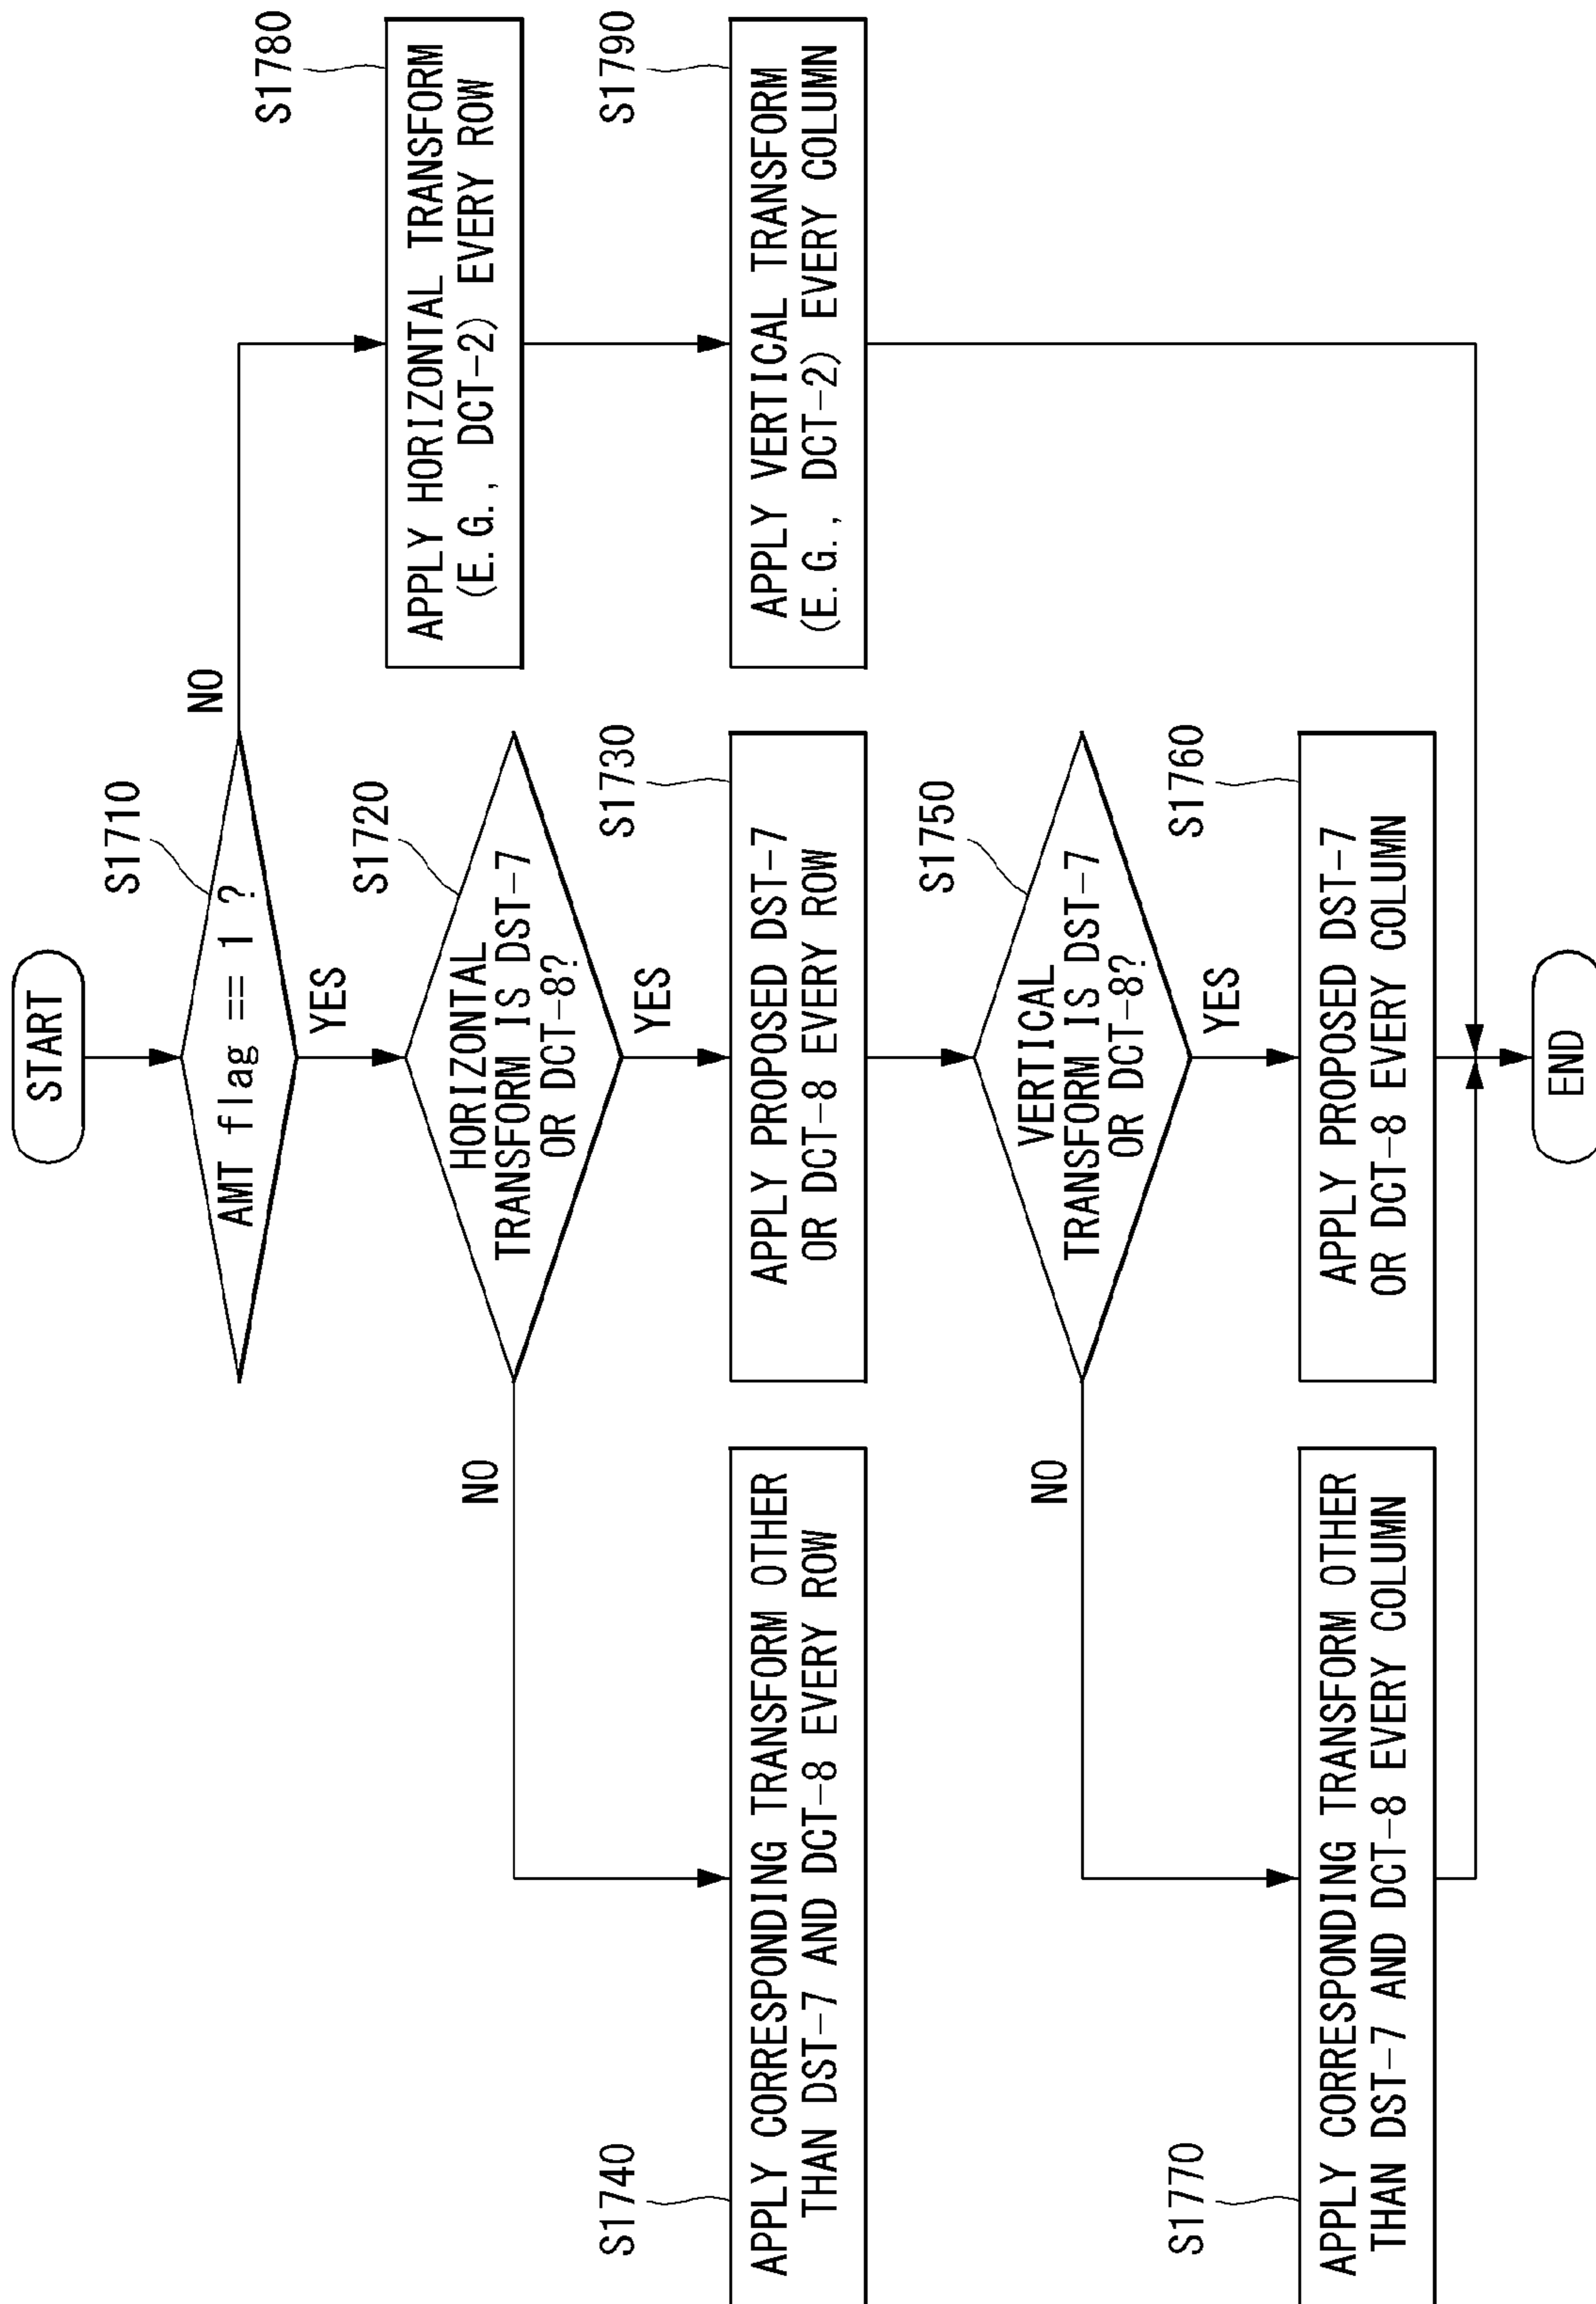 START
S1710
AMT flag == 1 ?
NO
YES
S1720
HORIZONTAL
TRANSFORM IS DST-7
OR DCT-8?
NO
YES
S1780
APPLY HORIZONTAL TRANSFORM
(E.G., DCT-2) EVERY ROW
S1740
APPLY CORRESPONDING TRANSFORM OTHER
THAN DST-7 AND DCT-8 EVERY ROW
S1730
APPLY PROPOSED DST-7
OR DCT-8 EVERY ROW
S1790
APPLY VERTICAL TRANSFORM
(E.G., DCT-2) EVERY COLUMN
S1750
VERTICAL
TRANSFORM IS DST-7
OR DCT-8?
NO
YES
S1770
APPLY CORRESPONDING TRANSFORM OTHER
THAN DST-7 AND DCT-8 EVERY COLUMN
S1760
APPLY PROPOSED DST-7
OR DCT-8 EVERY COLUMN
END